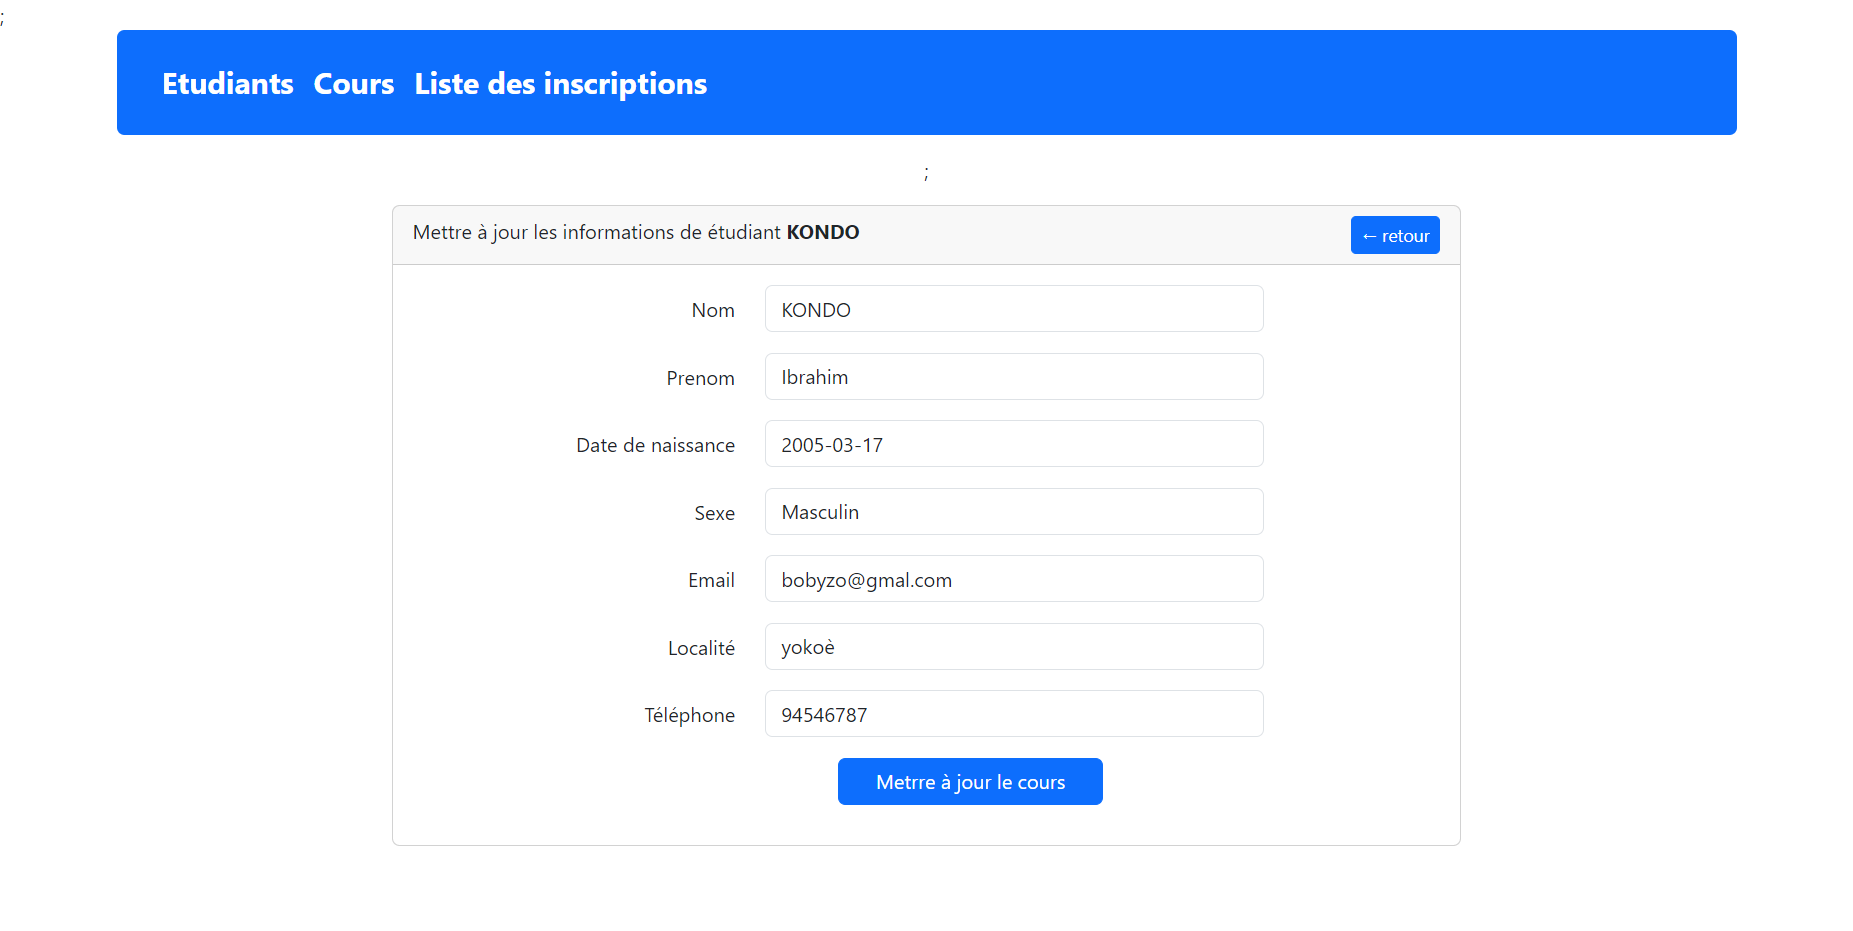 ;
Etudiants Cours Liste des inscriptions
;
Mettre à jour les informations de étudiant KONDO
← retour
Nom KONDO
Prenom Ibrahim
Date de naissance 2005-03-17
Sexe Masculin
Email bobyzo@gmal.com
Localité yokoè
Téléphone 94546787
Metrre à jour le cours